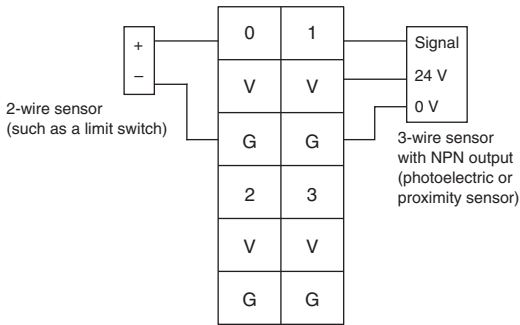 +
–
2-wire sensor
(such as a limit switch)
0 1
V V
G G
2 3
V V
G G
Signal
24 V
0 V
3-wire sensor
with NPN output
(photoelectric or
proximity sensor)